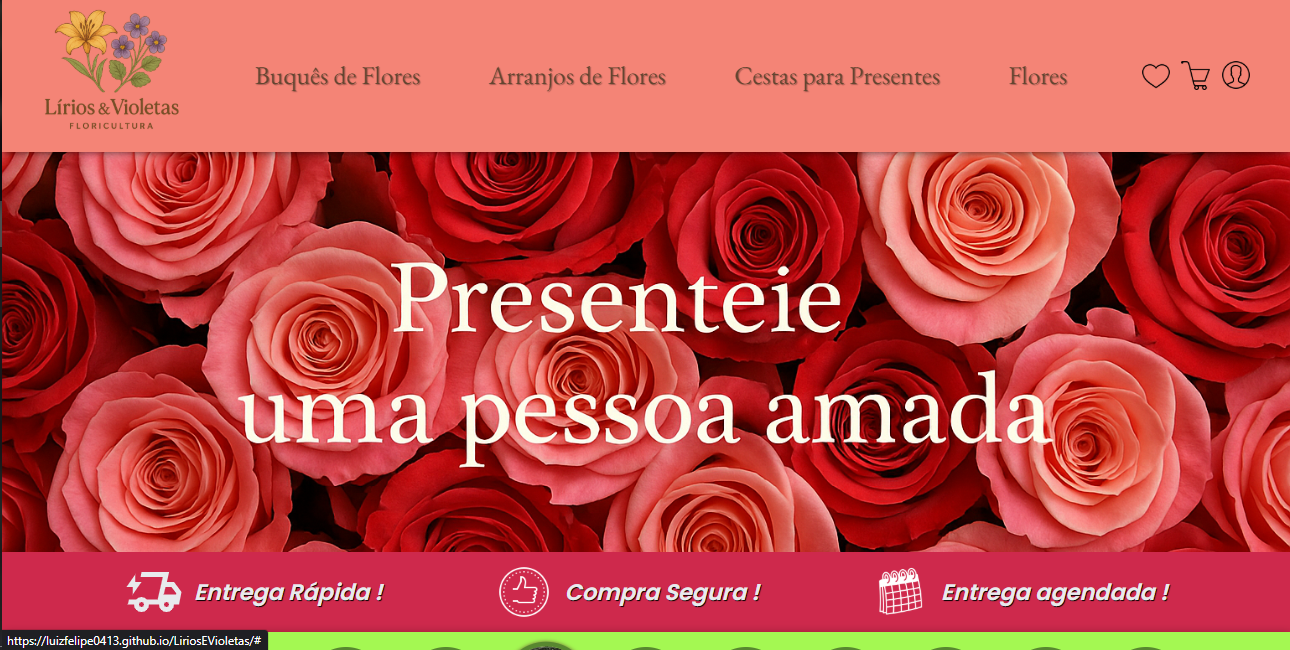 Lírios & Violetas
FLORICULTURA
Buquês de Flores
Arranjos de Flores
Cestas para Presentes
Flores
Presenteie
uma pessoa amada
Entrega Rápida !
Compra Segura !
Entrega agendada !
https://luizfelipe0413.github.io/LiriosEVioletas/#